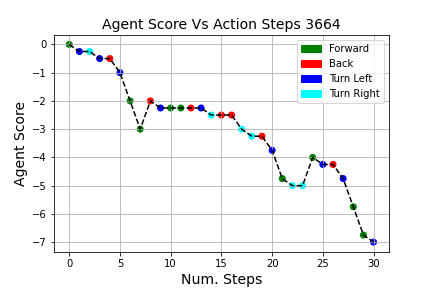 Agent Score Vs Action Steps 3664
Forward
Back
Turn Left
Turn Right
Agent Score
0
−1
−2
−3
−4
−5
−6
−7
0 5 10 15 20 25 30
Num. Steps